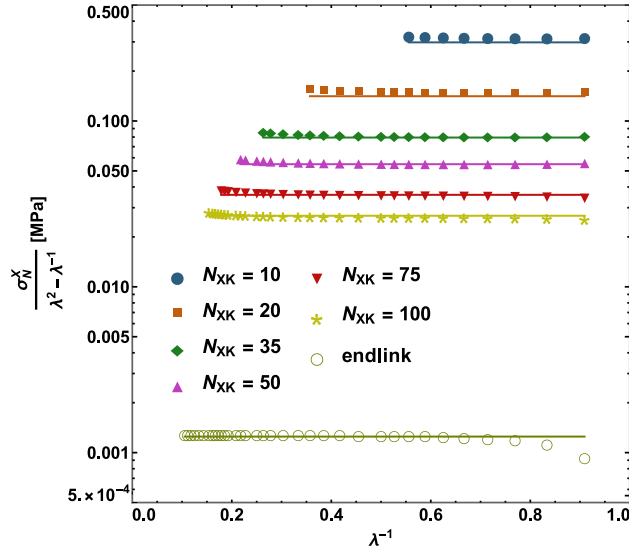 0.500
0.100
0.050
0.010
0.005
0.001
5.×10⁻⁴
σ_N^X / λ² − λ⁻¹ [MPa]
N_XK = 10
N_XK = 20
N_XK = 35
N_XK = 50
N_XK = 75
N_XK = 100
endlink
0.0 0.2 0.4 0.6 0.8 1.0
λ⁻¹